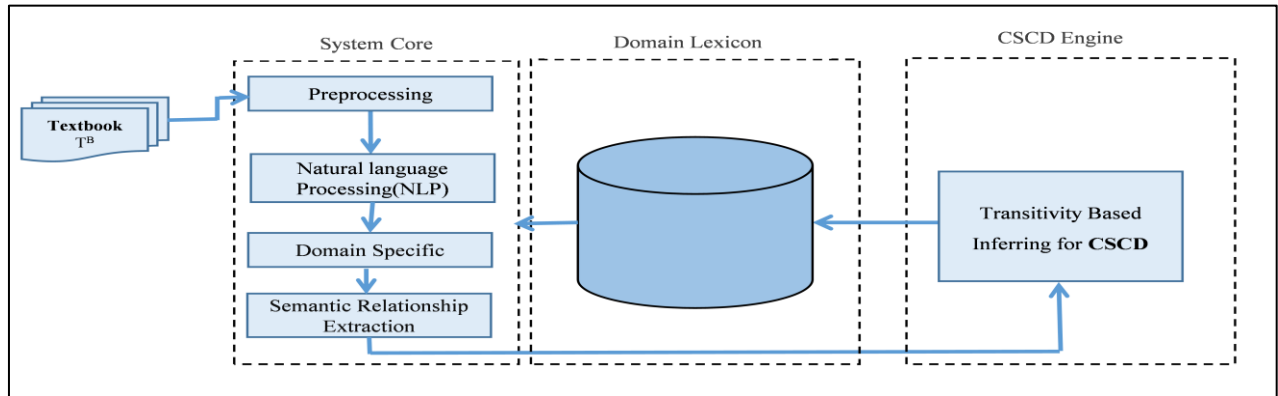 System Core
Domain Lexicon
CSCD Engine
Preprocessing
Textbook
Tᴮ
Natural language
Processing(NLP)
Domain Specific
Semantic Relationship
Extraction
Transitivity Based
Inferring for CSCD